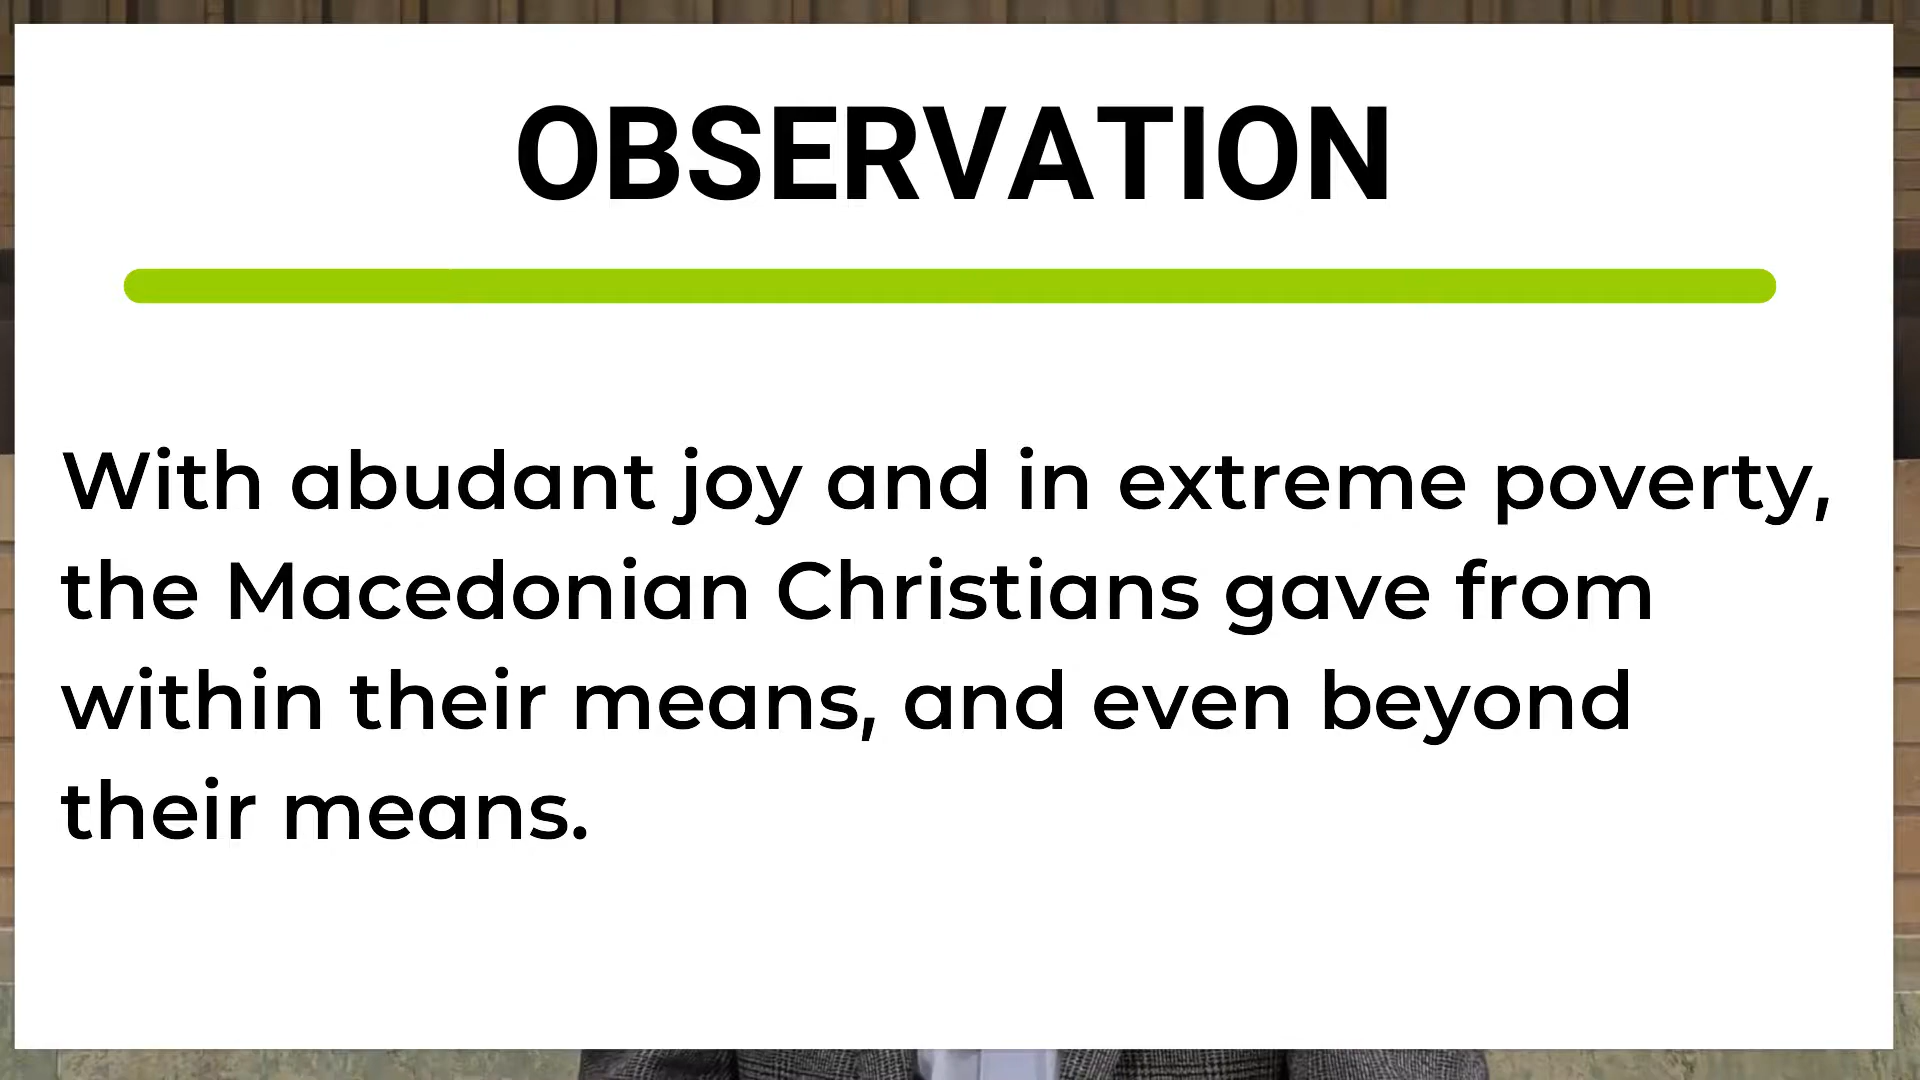 OBSERVATION
With abudant joy and in extreme poverty,
the Macedonian Christians gave from
within their means, and even beyond
their means.